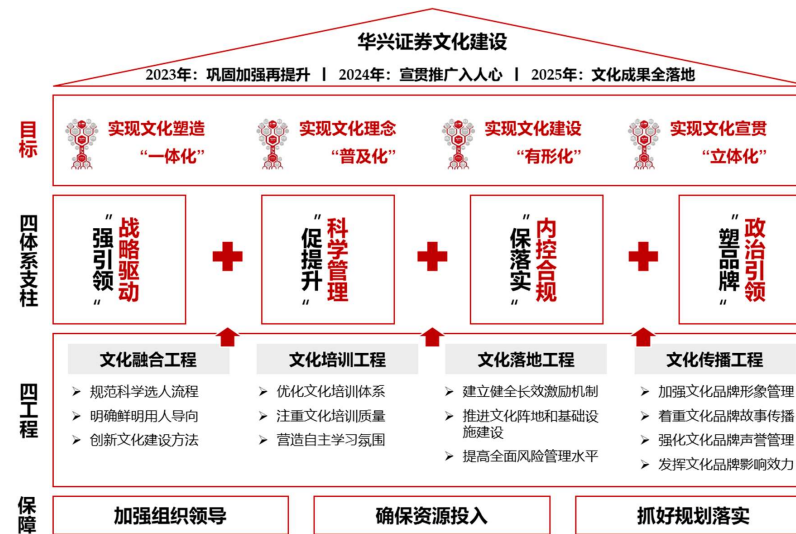 华兴证券文化建设
2023年：巩固加强再提升 | 2024年：宣贯推广入人心 | 2025年：文化成果全落地
目标
实现文化塑造
“一体化”
实现文化理念
“普及化”
实现文化建设
“有形化”
实现文化宣贯
“立体化”
四体系支柱
战略驱动
“强引领”
科学管理
“促提升”
内控合规
“保落实”
政治引领
“塑品牌”
四工程
文化融合工程
规范科学选人流程
明确鲜明用人导向
创新文化建设方法
文化培训工程
优化文化培训体系
注重文化培训质量
营造自主学习氛围
文化落地工程
建立健全长效激励机制
推进文化阵地和基础设
施建设
提高全面风险管理水平
文化传播工程
加强文化品牌形象管理
着重文化品牌故事传播
强化文化品牌声誉管理
发挥文化品牌影响效力
保障
加强组织领导
确保资源投入
抓好规划落实